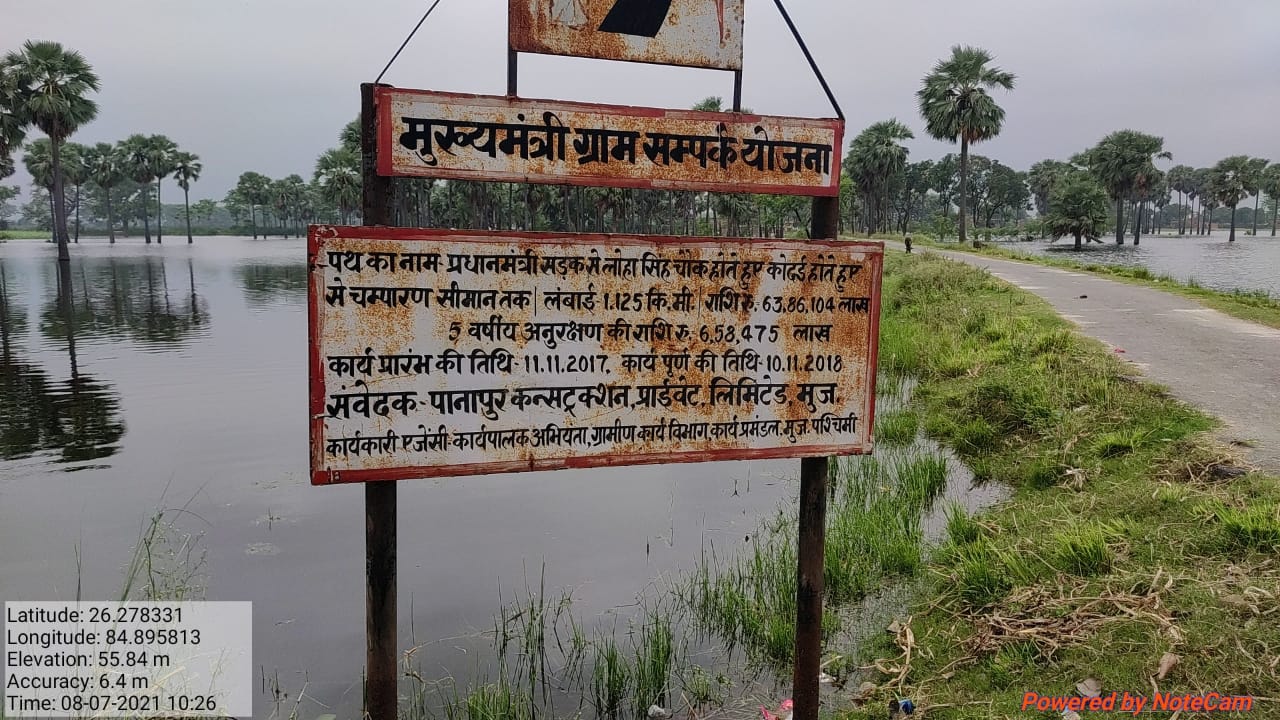 मुख्यमंत्री ग्राम सम्पर्क योजना
पथ का नाम प्रधानमंत्री सड़क से लोहा सिंह चौक होते हुए कोदई होते हुए
से चम्पारण सीमान तक | लंबाई 1.125 कि.मी. | राशि रु. 63,86,104 लाख
5 वर्षीय अनुरक्षण की राशि रु. 6,58,475 लाख
कार्य प्रारंभ की तिथि- 11.11.2017, कार्य पूर्ण की तिथि-10.11.2018
संवेदक- पानापुर कन्सट्रक्शन, प्राईवेट, लिमिटेड, मुज.
कार्यकारी एजेंसी-कार्यपालक अभियंता, ग्रामीण कार्य विभाग, कार्य प्रमंडल, मुज. पश्चिमी
Latitude: 26.278331
Longitude: 84.895813
Elevation: 55.84 m
Accuracy: 6.4 m
Time: 08-07-2021 10:26
Powered by NoteCam